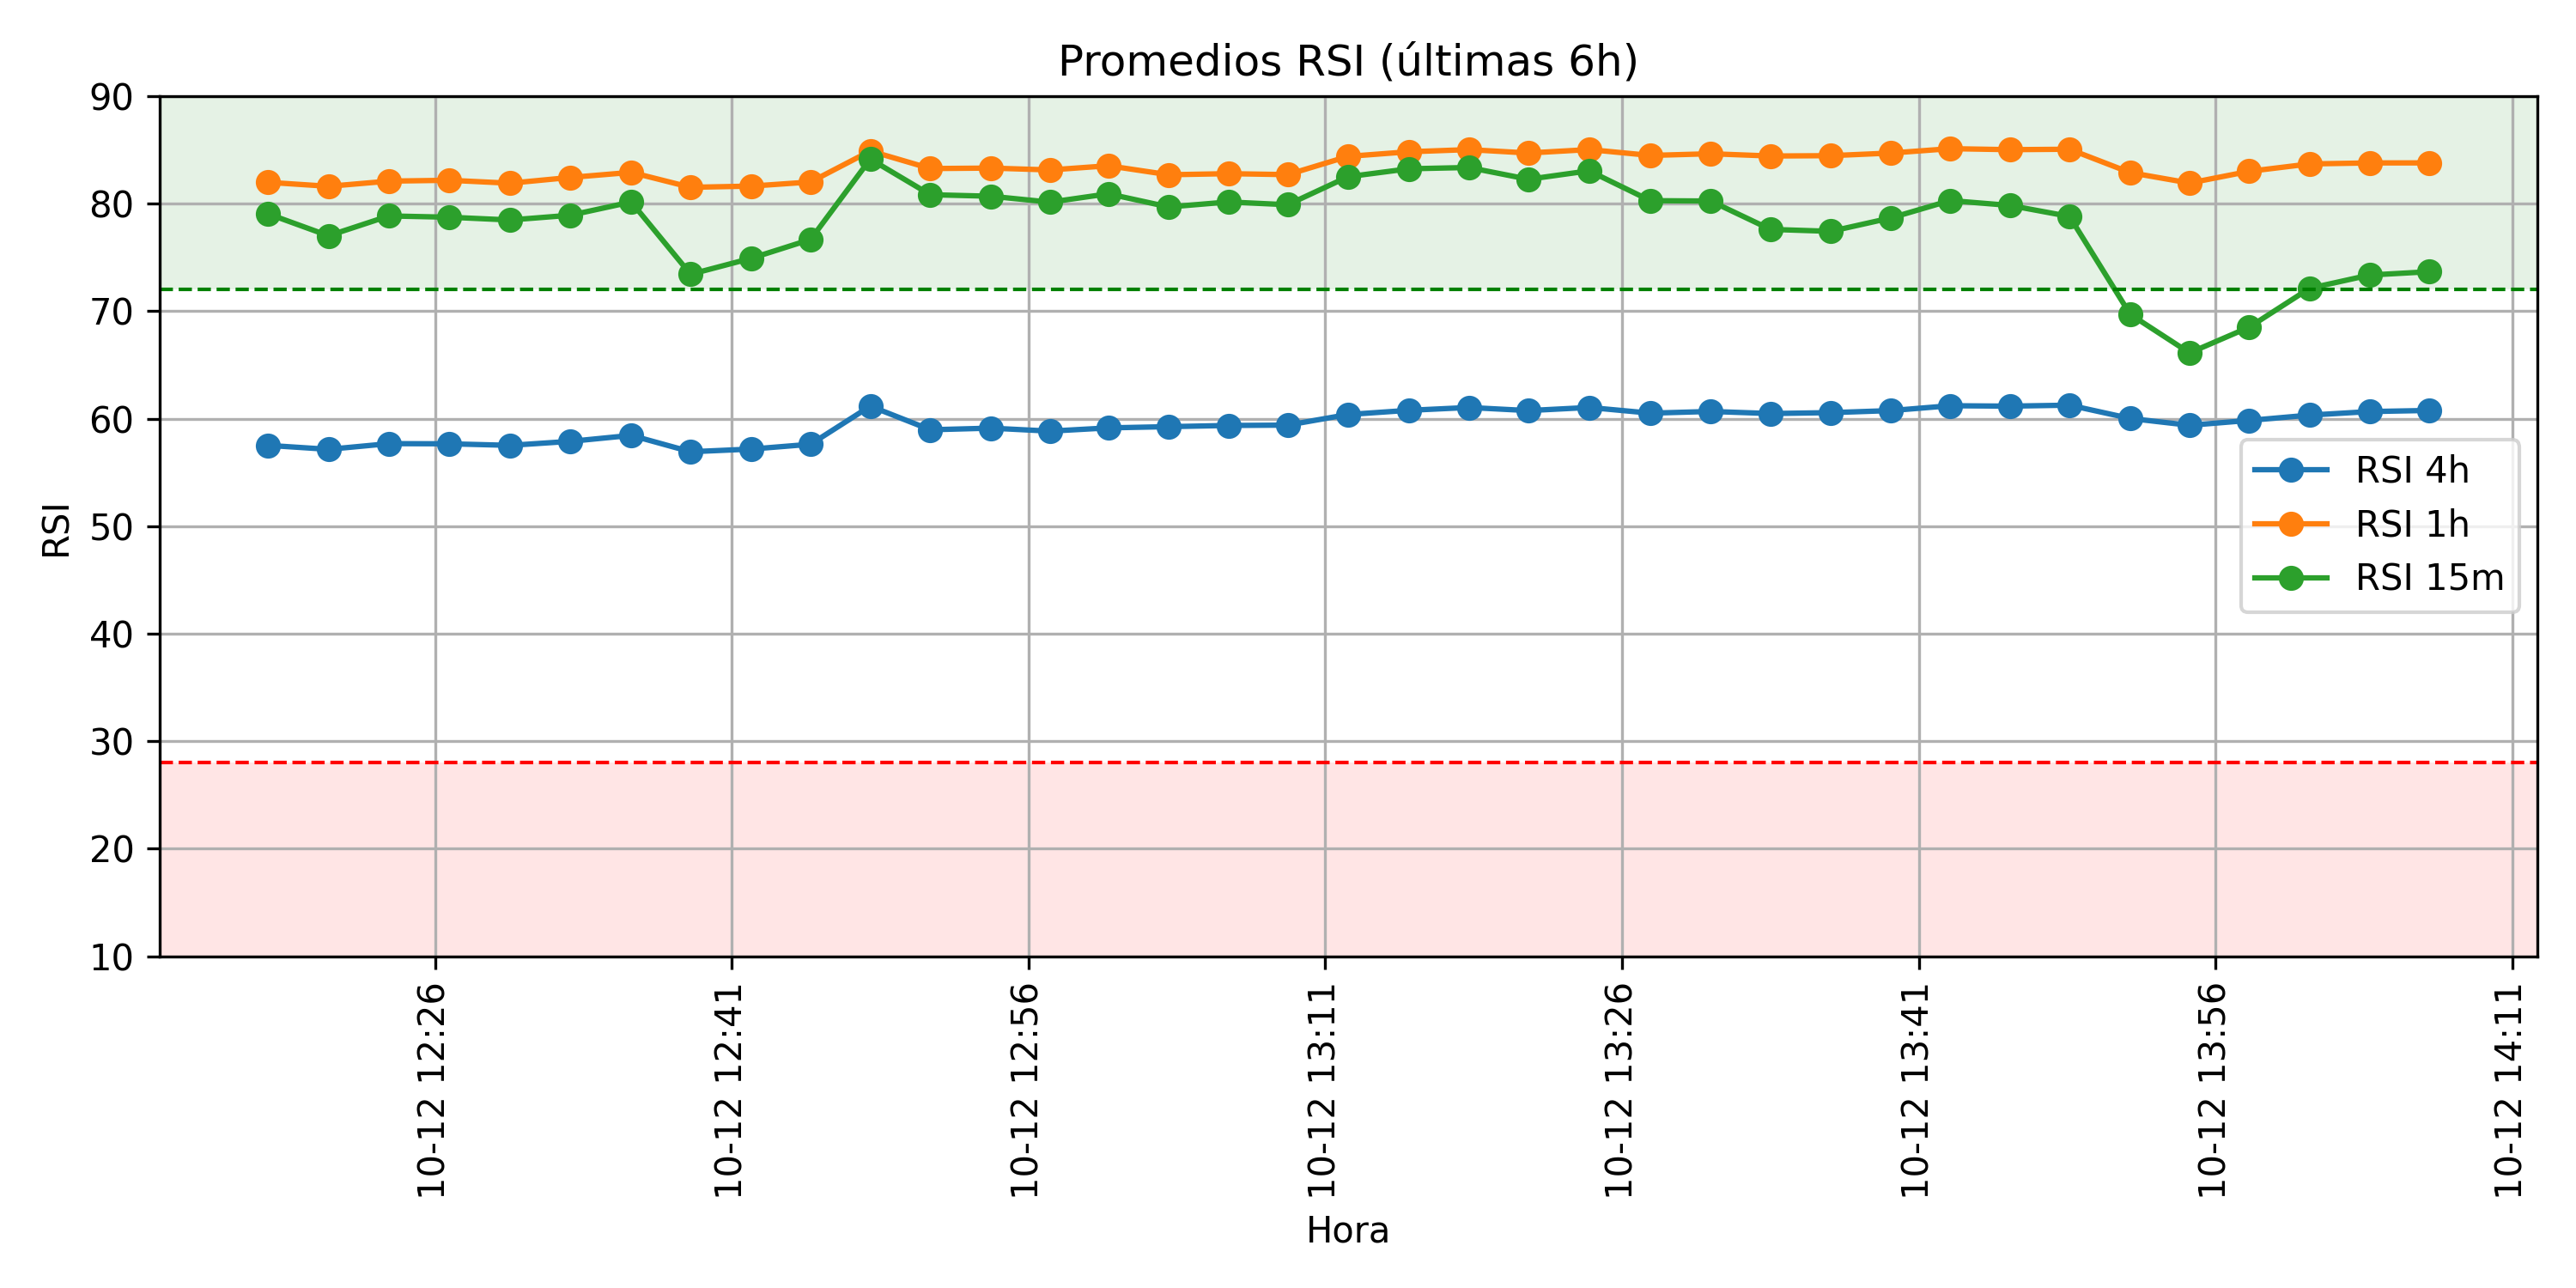 Promedios RSI (últimas 6h)
90
80
70
60
50
40
30
20
10
RSI
RSI 4h
RSI 1h
RSI 15m
10-12 12:26
10-12 12:41
10-12 12:56
10-12 13:11
10-12 13:26
10-12 13:41
10-12 13:56
10-12 14:11
Hora